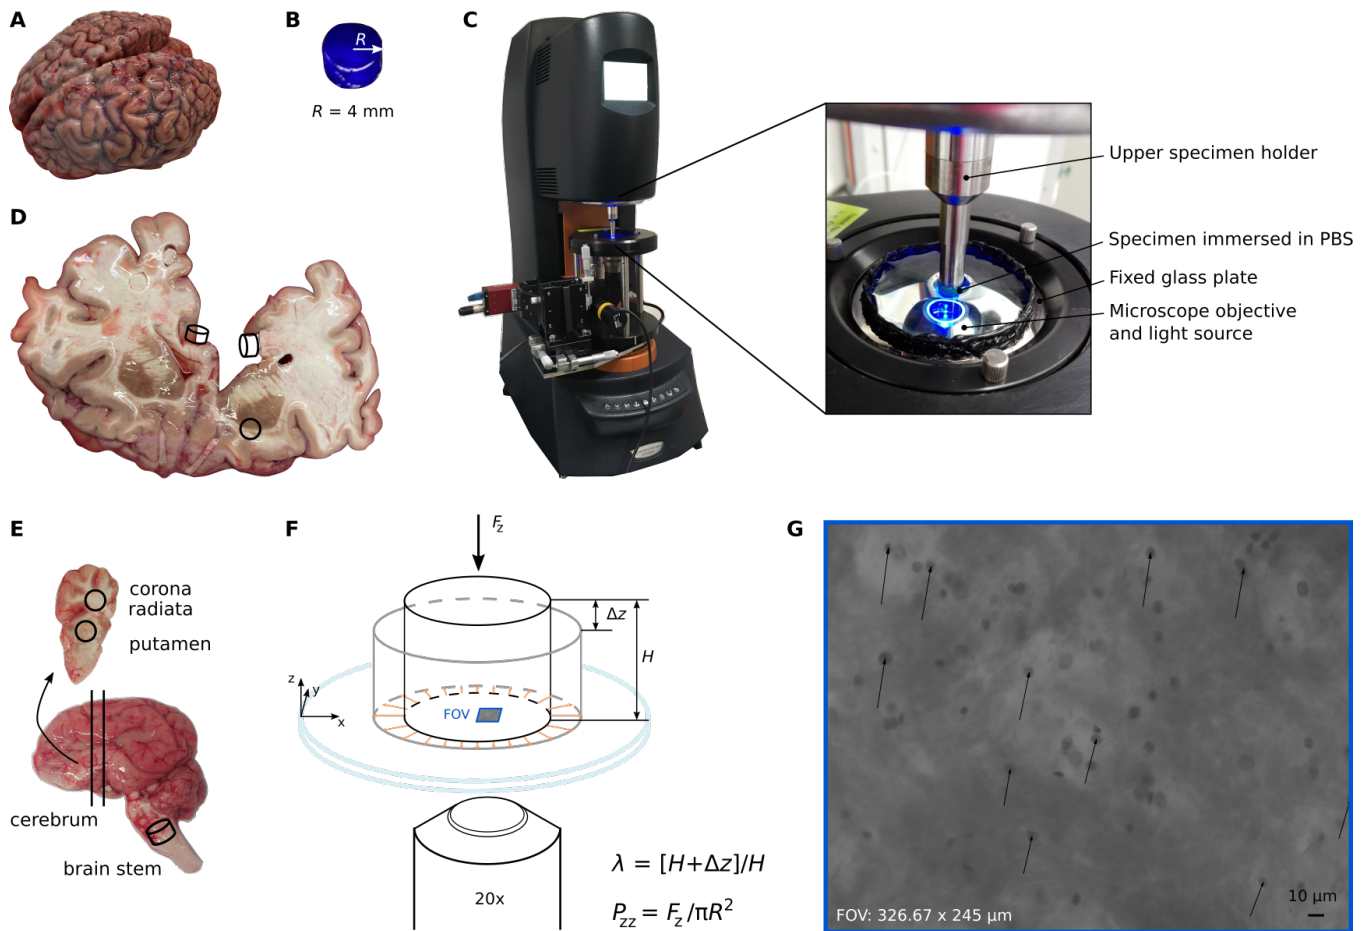 A
B
R
R = 4 mm
C
Upper specimen holder
Specimen immersed in PBS
Fixed glass plate
Microscope objective
and light source
D
E
corona
radiata
putamen
cerebrum
brain stem
F
Fz
Δz
H
z
y
x
FOV
20x
λ = [H+Δz]/H
Pzz = Fz/πR²
G
10 µm
FOV: 326.67 x 245 µm